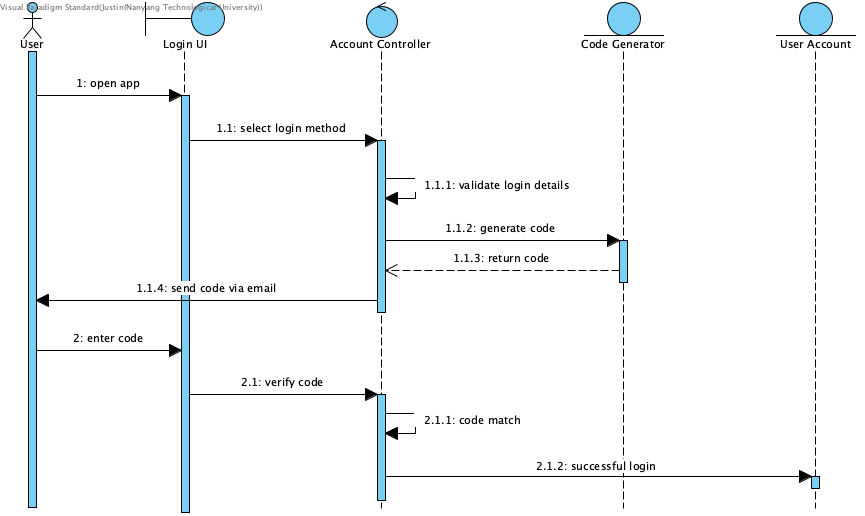 Visual Paradigm Standard(Justin(Nanyang Technological University))
User
Login UI
Account Controller
Code Generator
User Account
1: open app
1.1: select login method
1.1.1: validate login details
1.1.2: generate code
1.1.3: return code
1.1.4: send code via email
2: enter code
2.1: verify code
2.1.1: code match
2.1.2: successful login